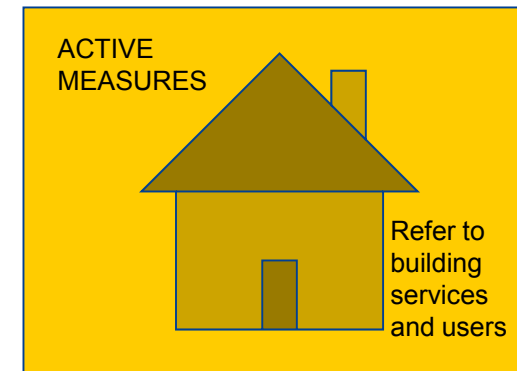 ACTIVE
MEASURES
Refer to
building
services
and users